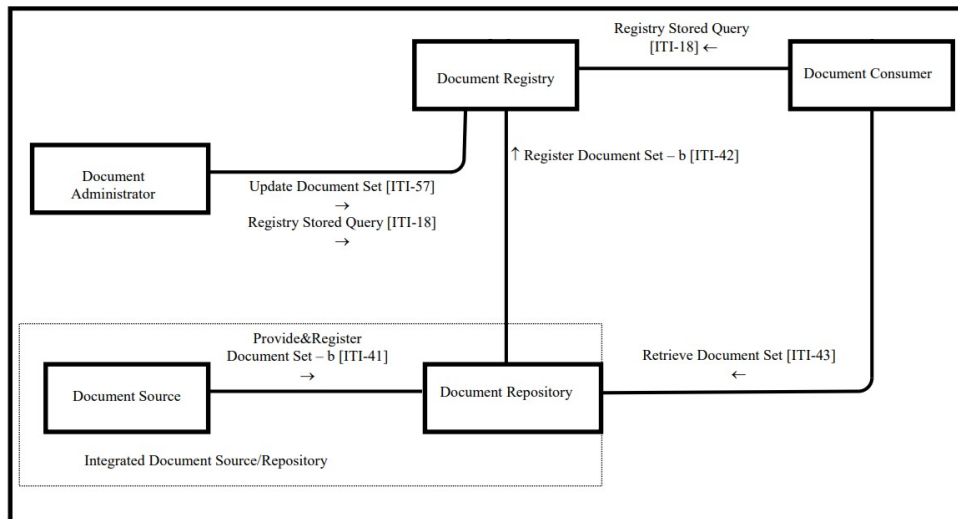 Registry Stored Query
[ITI-18] ←
Document Registry
Document Consumer
↑ Register Document Set – b [ITI-42]
Document
Administrator
Update Document Set [ITI-57]
→
Registry Stored Query [ITI-18]
→
Provide&Register
Document Set – b [ITI-41]
→
Retrieve Document Set [ITI-43]
←
Document Source
Document Repository
Integrated Document Source/Repository